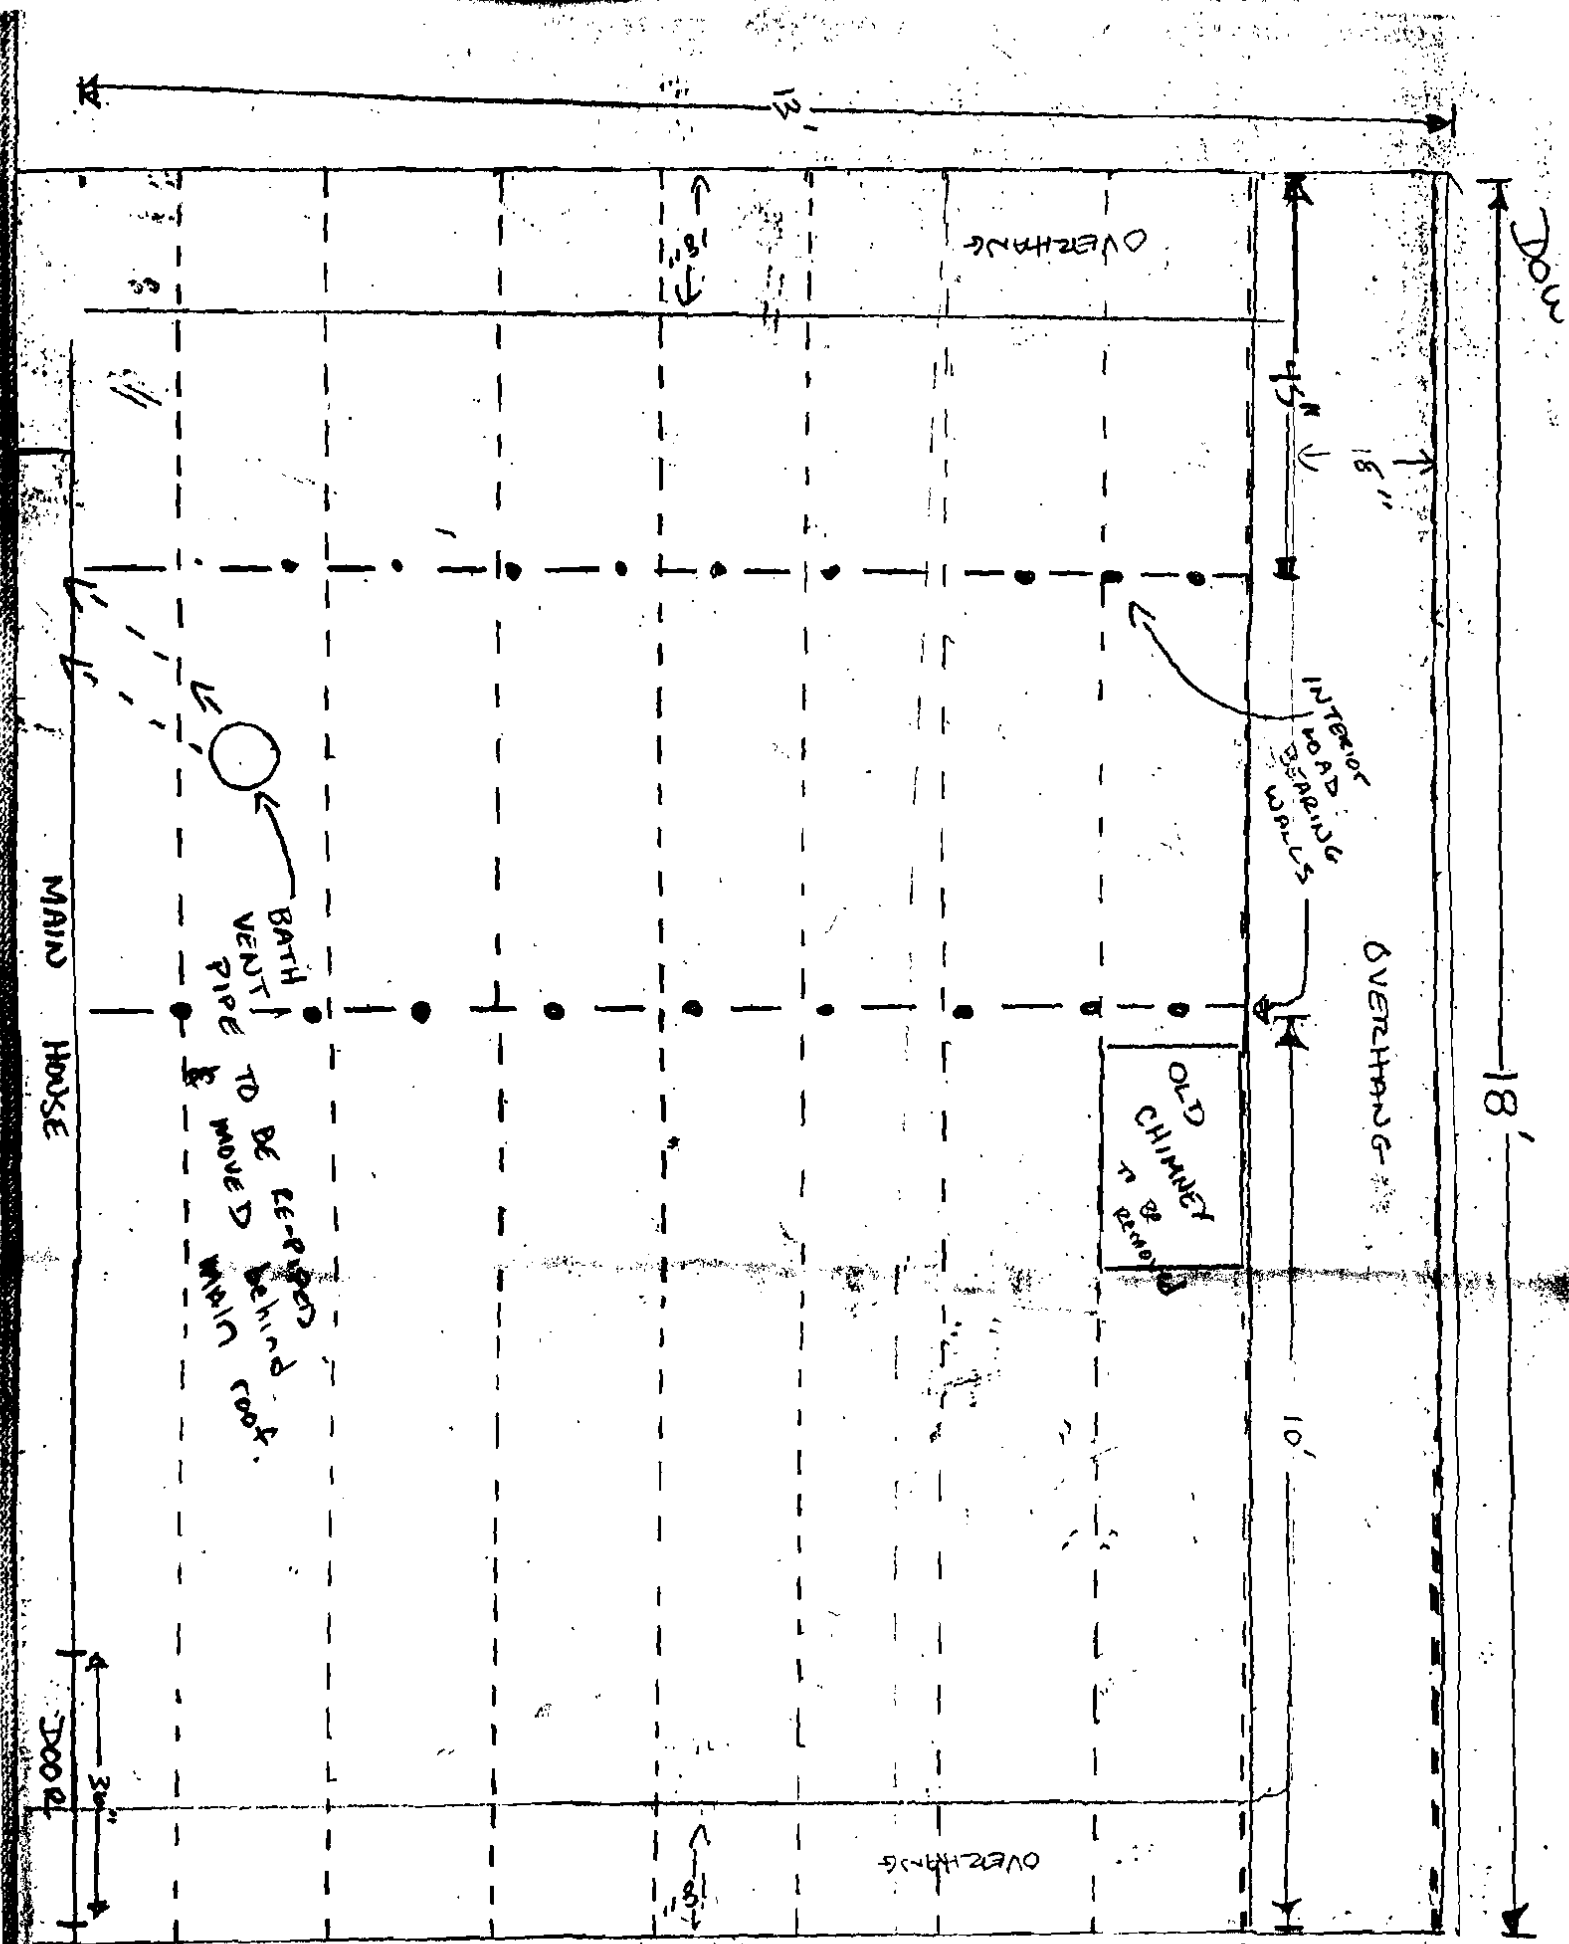 13'
DOW
OVERHANG
18"
45"
18"
INTERIOR
LOAD
BEARING
WALLS
OVERHANG
18'
BATH
VENT
PIPE TO BE RE-PIPED
& MOVED behind
MAIN roof.
MAIN HOUSE
OLD
CHIMNEY
TO BE
REMOVED
10'
DOOR
36"
OVERHANG
18"